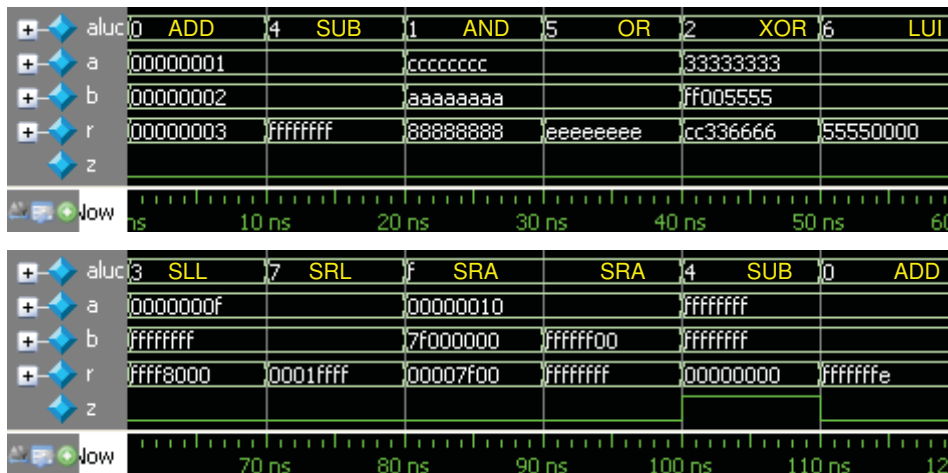 aluc 0 ADD 4 SUB 1 AND 5 OR 2 XOR 6 LUI
a 00000001 cccccccc 33333333
b 00000002 aaaaaaaa ff005555
r 00000003 ffffffff 88888888 eeeeeeee cc336666 55550000
z
Now ns 10 ns 20 ns 30 ns 40 ns 50 ns 60
aluc 3 SLL 7 SRL f SRA SRA 4 SUB 0 ADD
a 0000000f 00000010 ffffffff
b ffffffff 7f000000 ffffff00 ffffffff
r ffff8000 0001ffff 00007f00 ffffffff 00000000 fffffffe
z
Now 70 ns 80 ns 90 ns 100 ns 110 ns 12